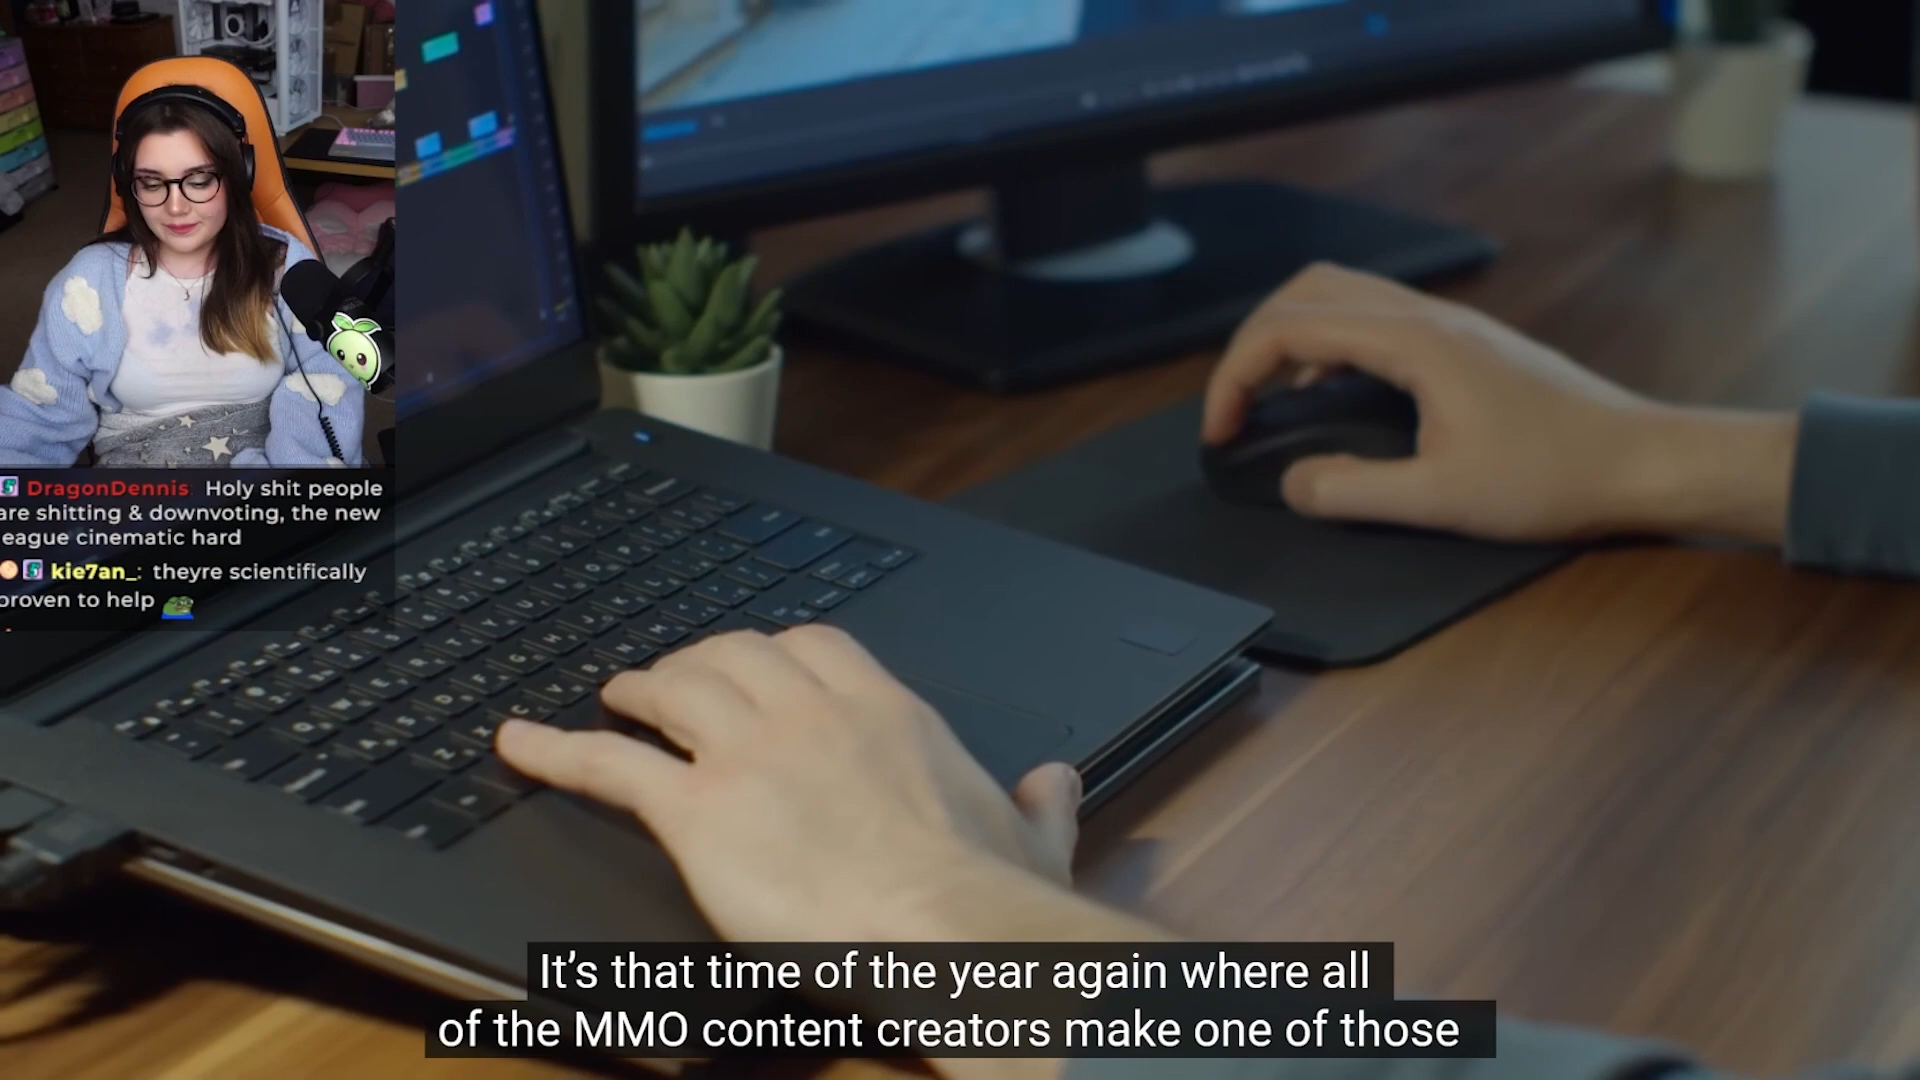 DragonDennis Holy shit people
are shitting & downvoting, the new
league cinematic hard
kie7an_: theyre scientifically
proven to help
It's that time of the year again where all
of the MMO content creators make one of those